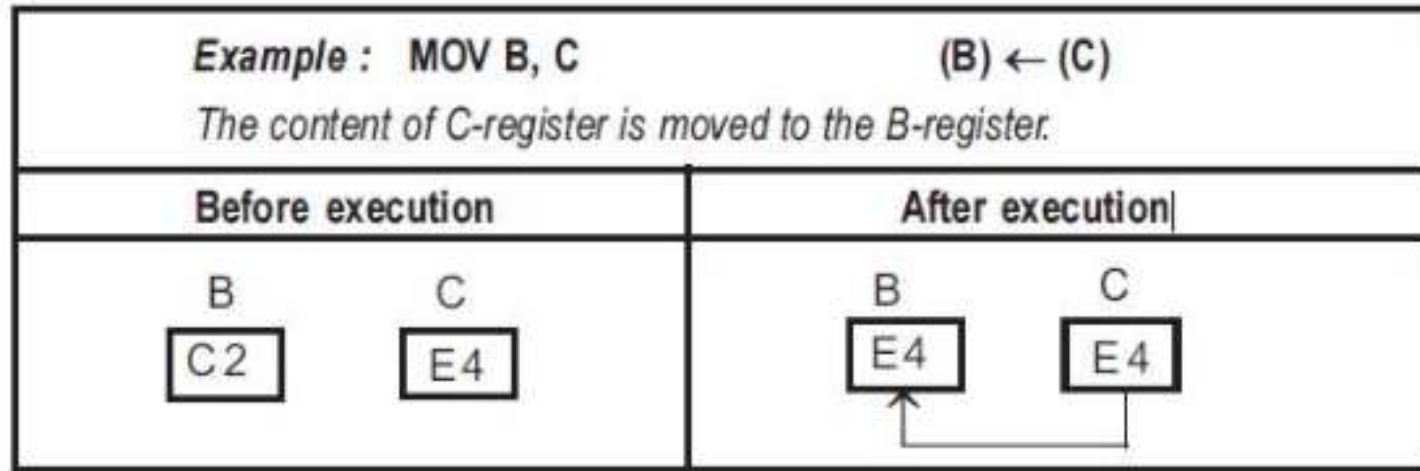 Example : MOV B, C (B) ← (C)
The content of C-register is moved to the B-register.
Before execution After execution
B C B C
C2 E4 E4 E4